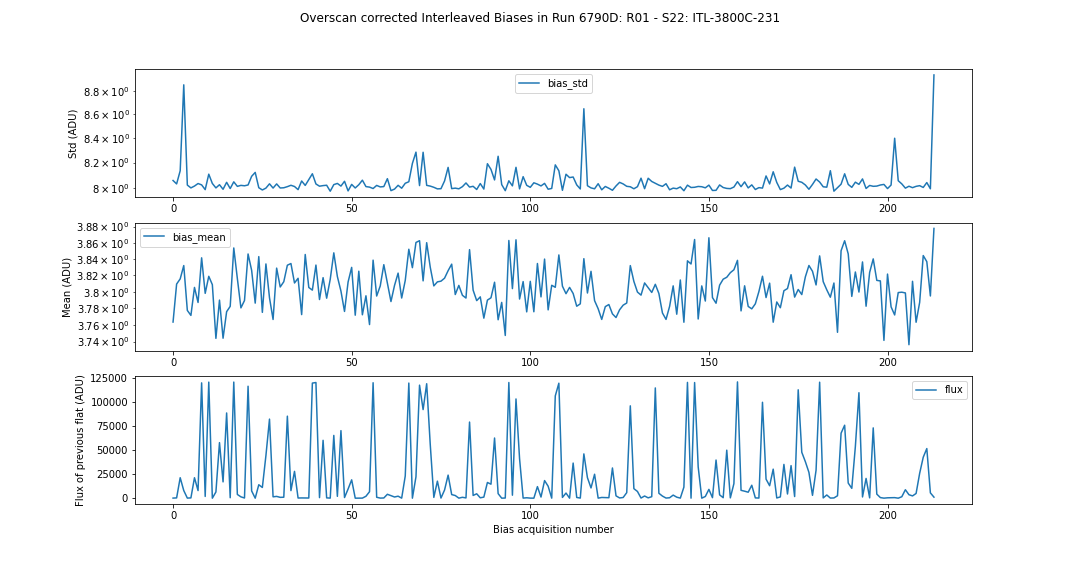 Overscan corrected Interleaved Biases in Run 6790D: R01 - S22: ITL-3800C-231
bias_std
Std (ADU)
8.8 × 10⁰
8.6 × 10⁰
8.4 × 10⁰
8.2 × 10⁰
8 × 10⁰
0 50 100 150 200
bias_mean
Mean (ADU)
3.88 × 10⁰
3.86 × 10⁰
3.84 × 10⁰
3.82 × 10⁰
3.8 × 10⁰
3.78 × 10⁰
3.76 × 10⁰
3.74 × 10⁰
0 50 100 150 200
flux
Flux of previous flat (ADU)
125000
100000
75000
50000
25000
0
0 50 100 150 200
Bias acquisition number